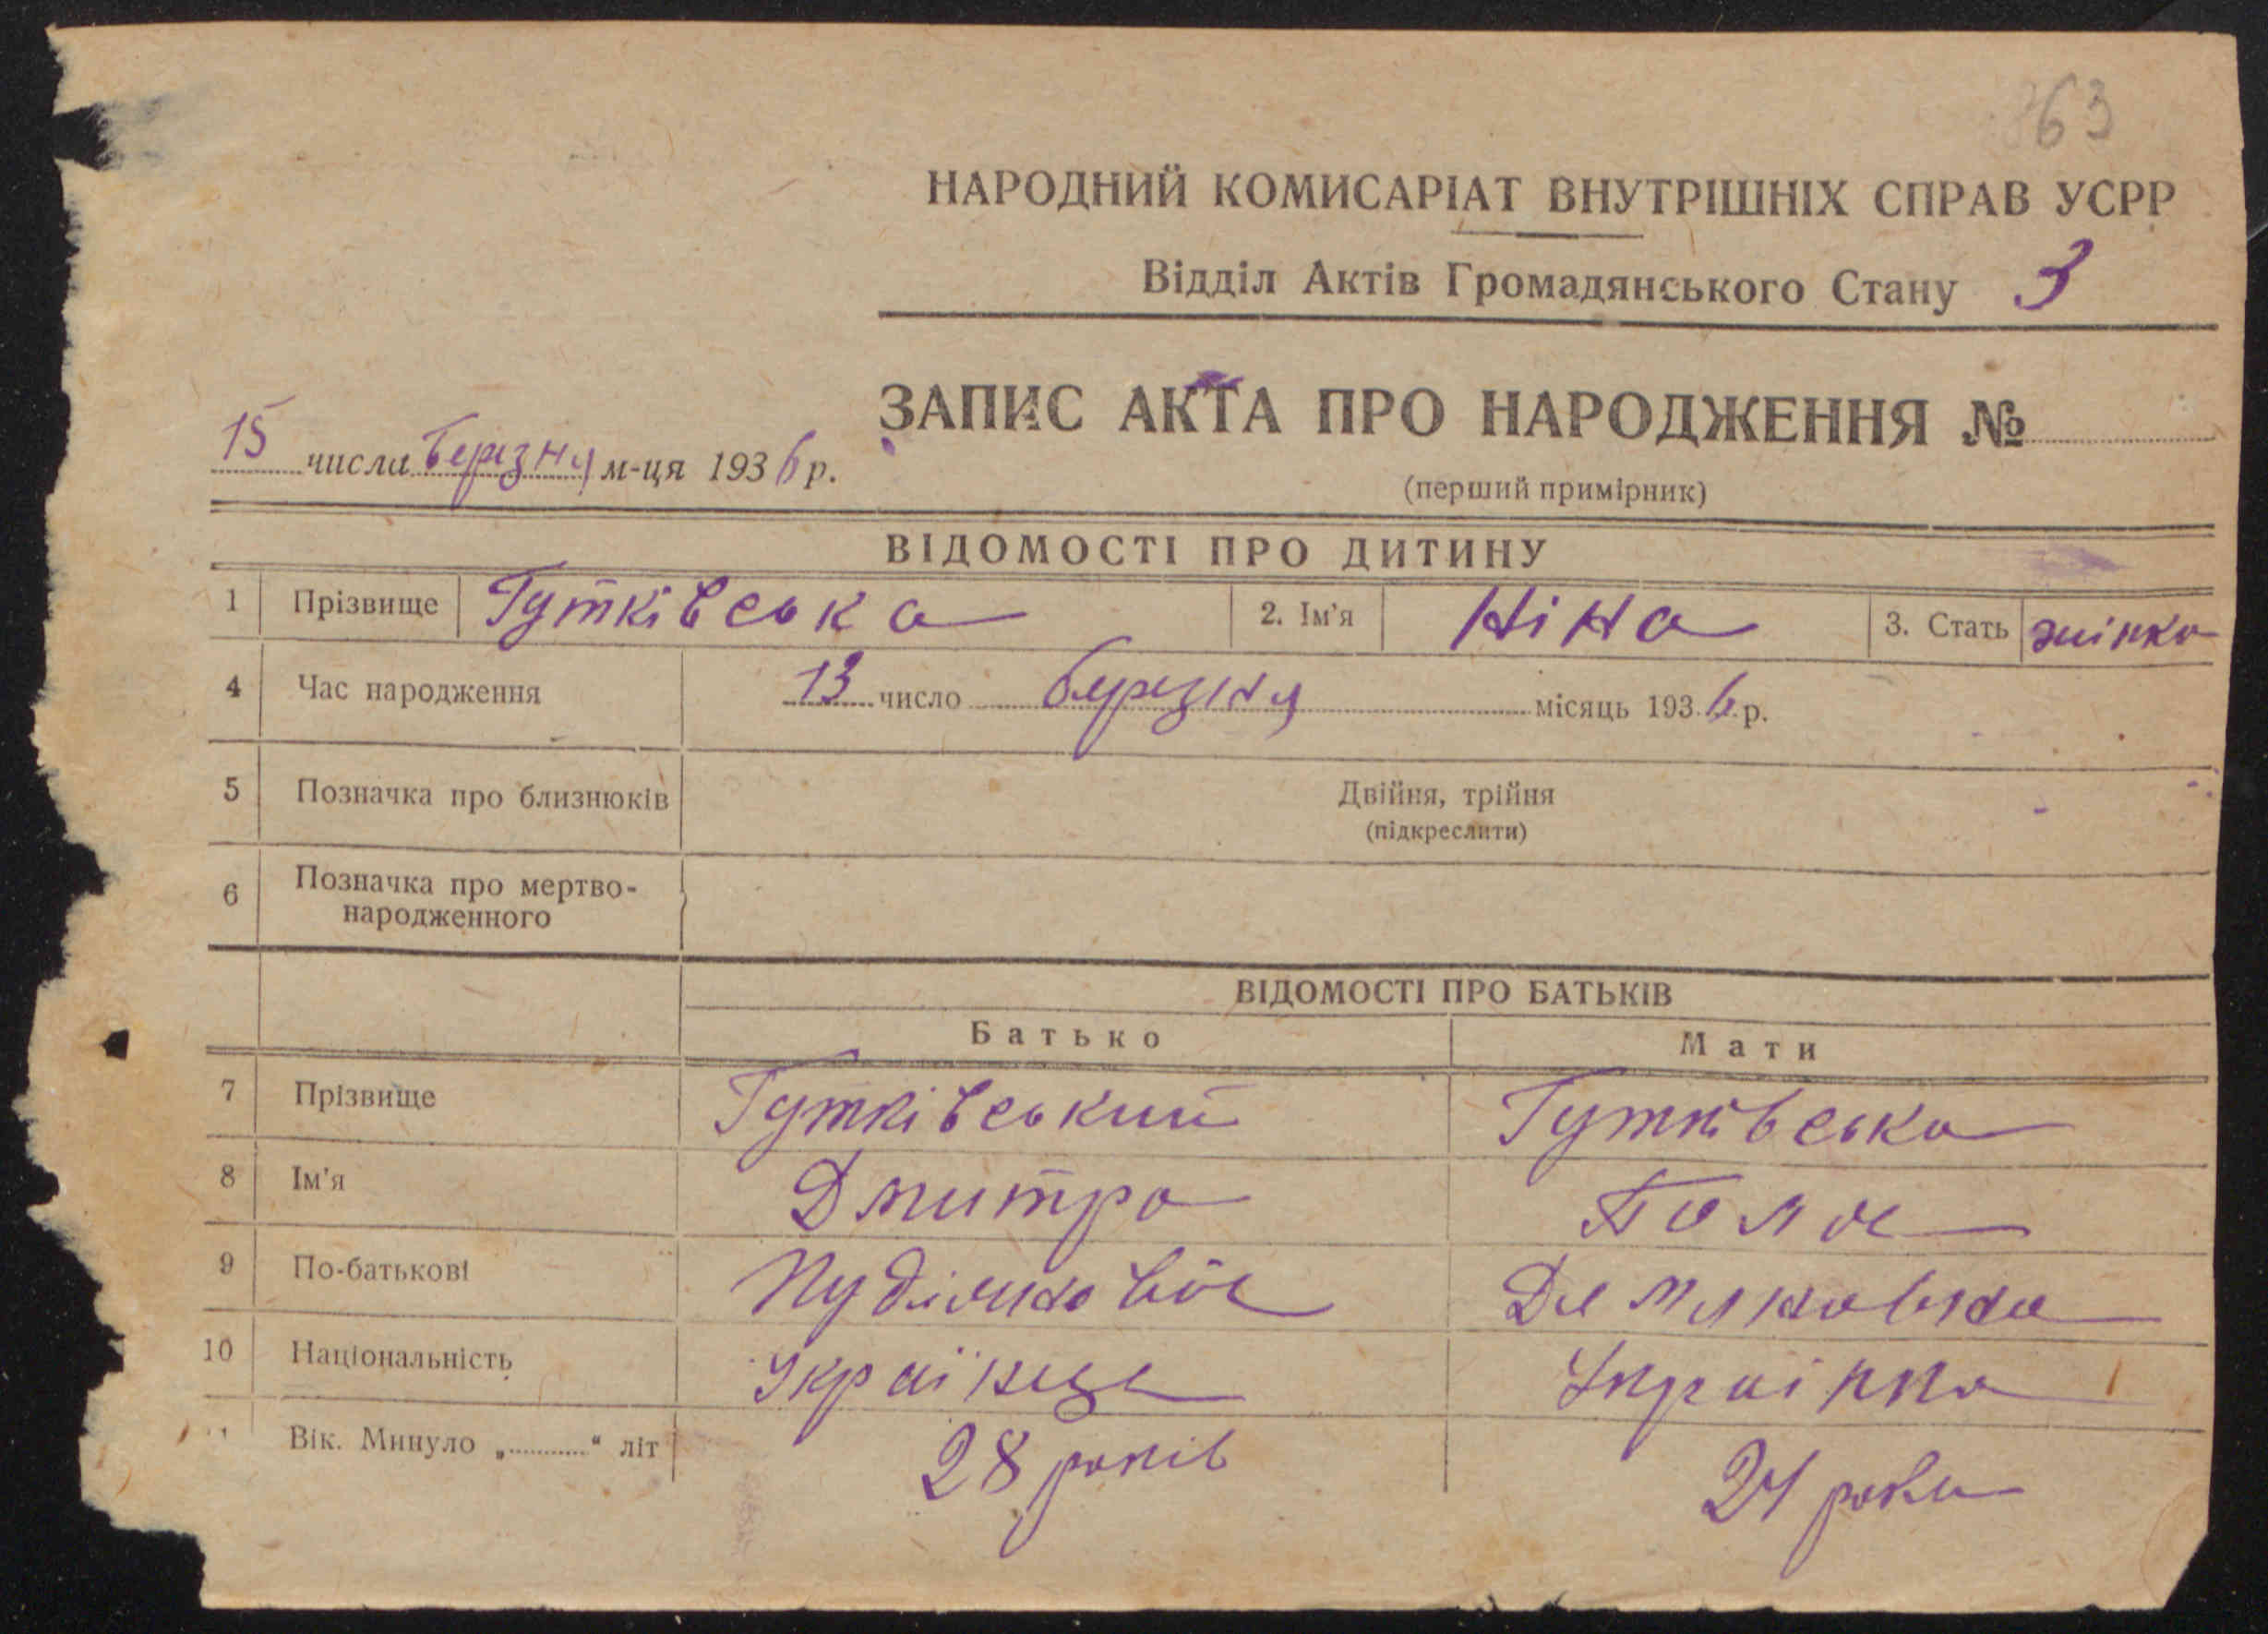 363
НАРОДНИЙ КОМИСАРІАТ ВНУТРІШНІХ СПРАВ УСРР
Відділ Актів Громадянського Стану 3
ЗАПИС АКТА ПРО НАРОДЖЕННЯ №
15 числа березня м-ця 1936 р.
(перший примірник)
ВІДОМОСТІ ПРО ДИТИНУ
1 Прізвище Гутківська 2. Ім'я Ніна 3. Стать жінка
4 Час народження 13 число березня місяць 1936 р.
5 Позначка про близнюків Двійня, трійня
(підкреслити)
6 Позначка про мертво-
народженного
ВІДОМОСТІ ПРО БАТЬКІВ
Батько Мати
7 Прізвище Гутківський Гутківська
8 Ім'я Дмитро
9 По-батькові
10 Національність Українець Українка
11 Вік. Минуло „ “ літ 28 років 24 роки